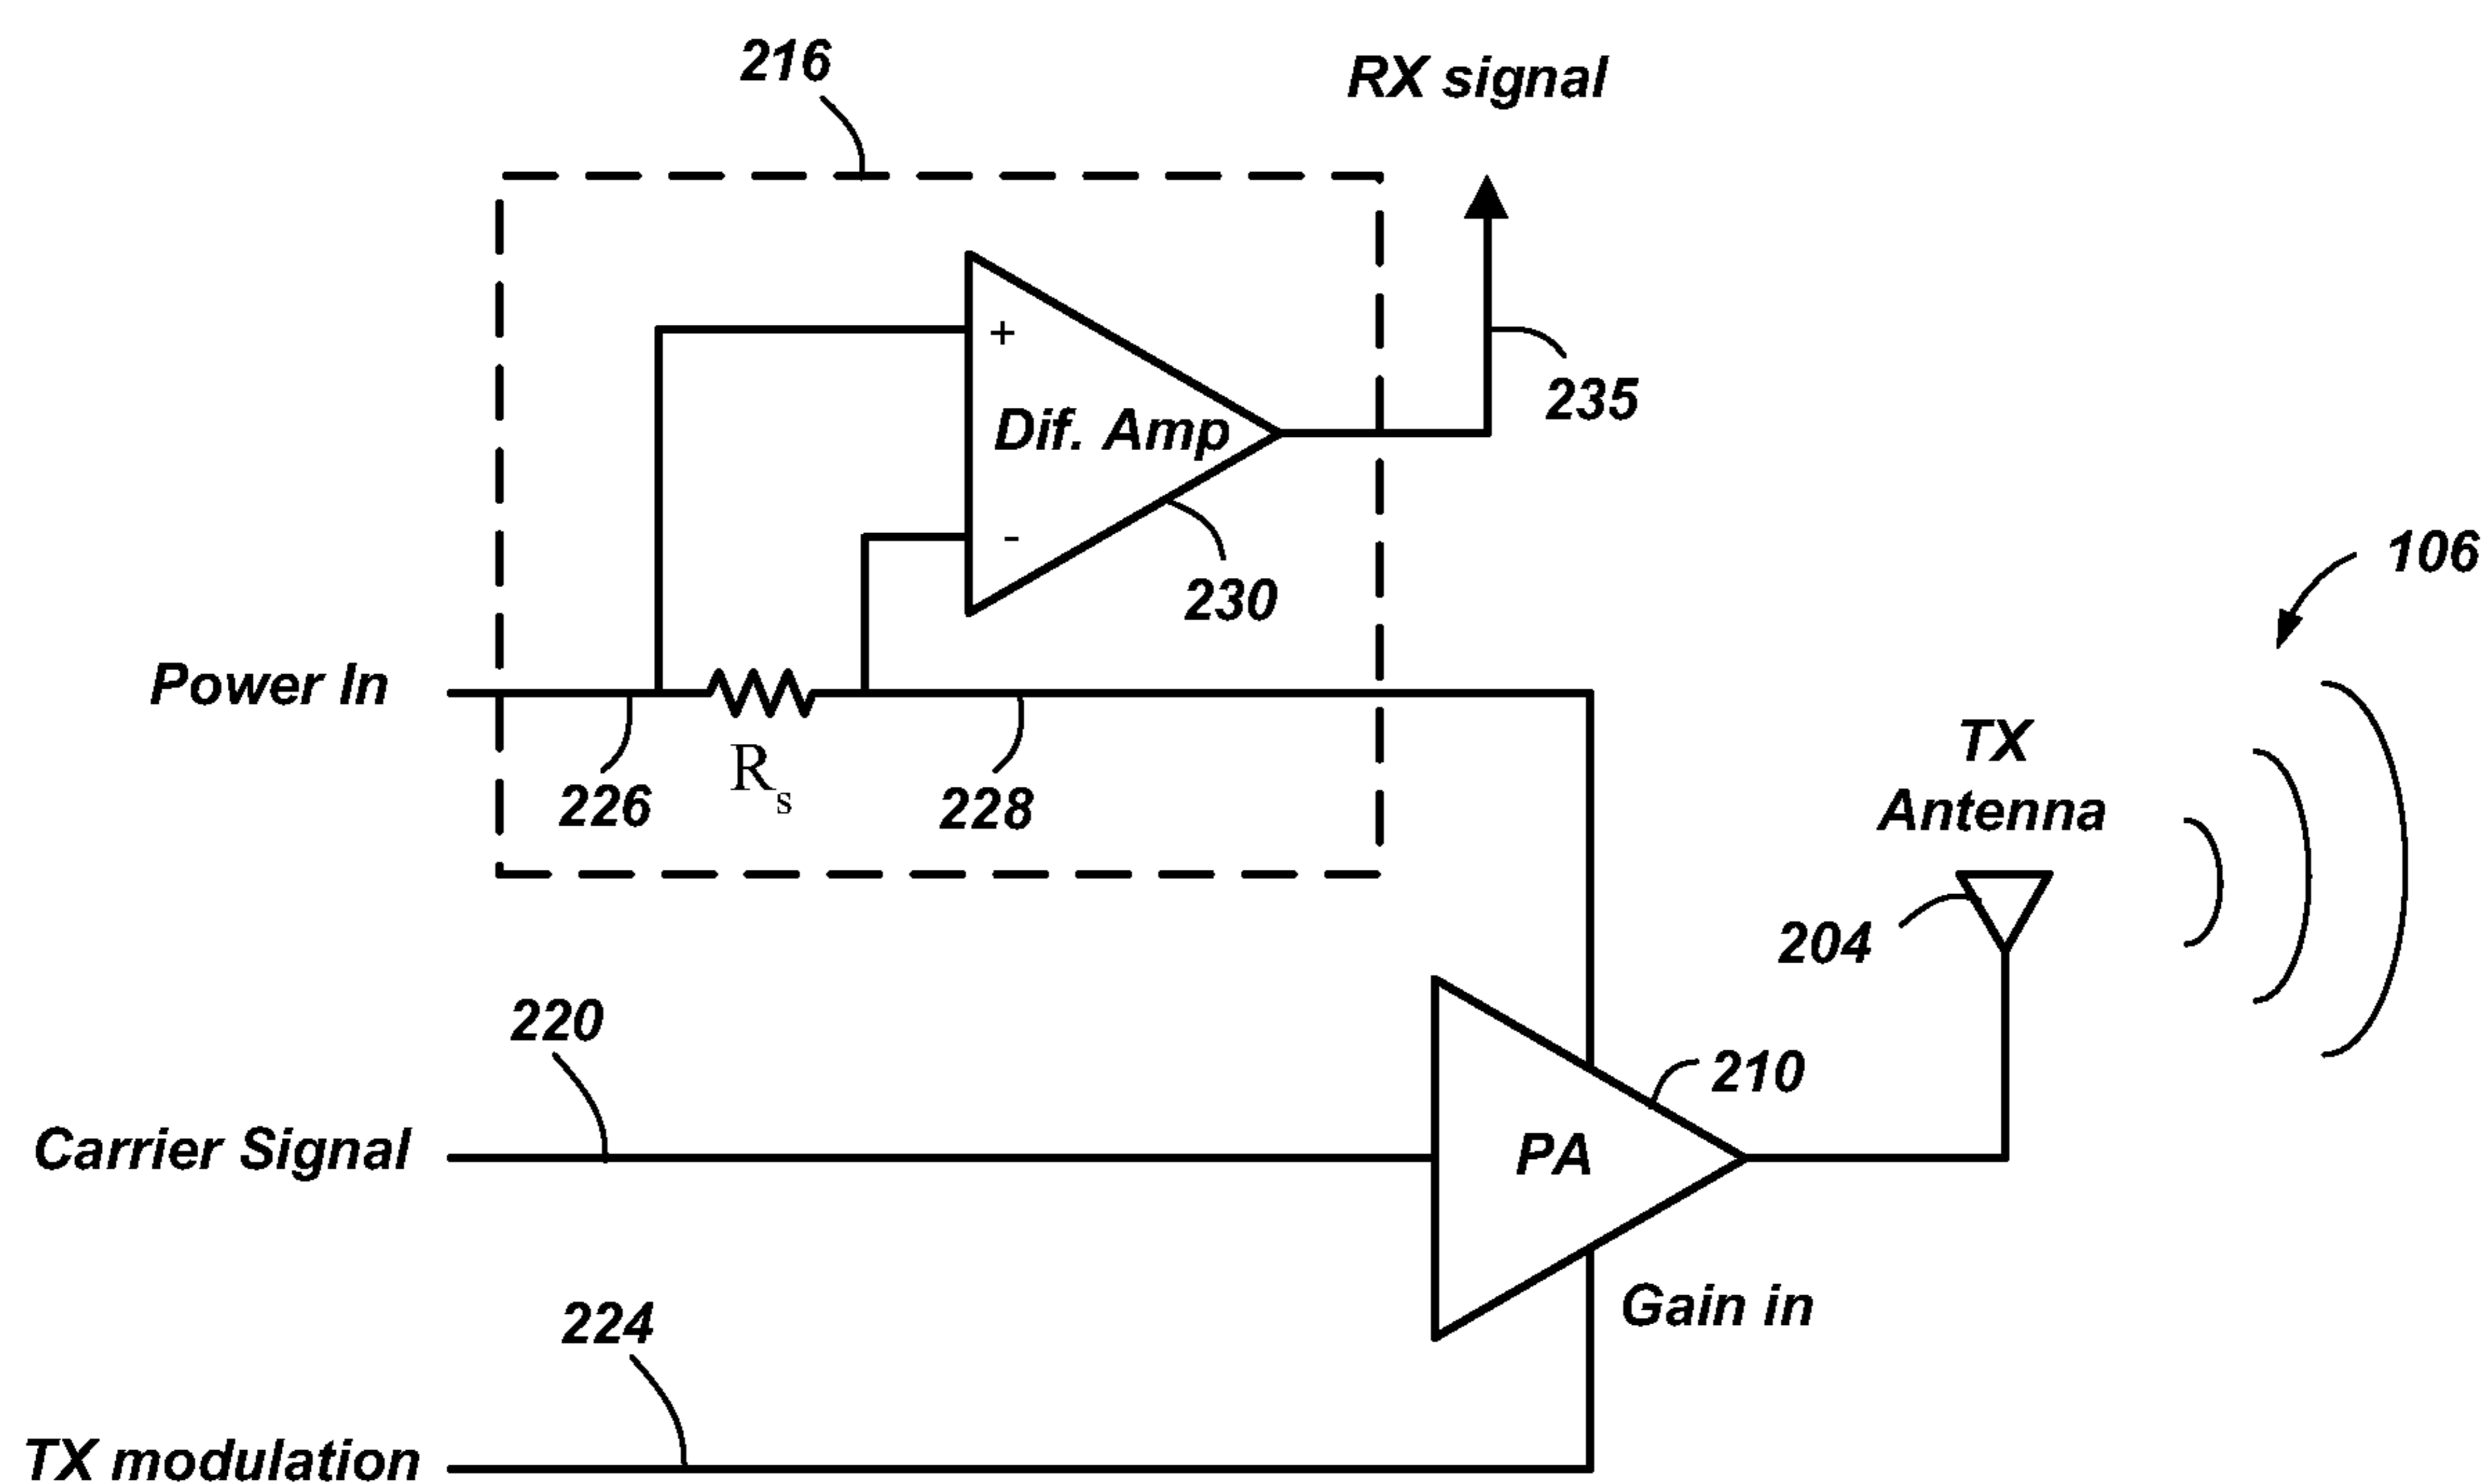 216
RX signal
+
Dif. Amp
235
-
230
106
Power In
226
Rs
228
TX
Antenna
204
220
210
Carrier Signal
PA
Gain in
224
TX modulation